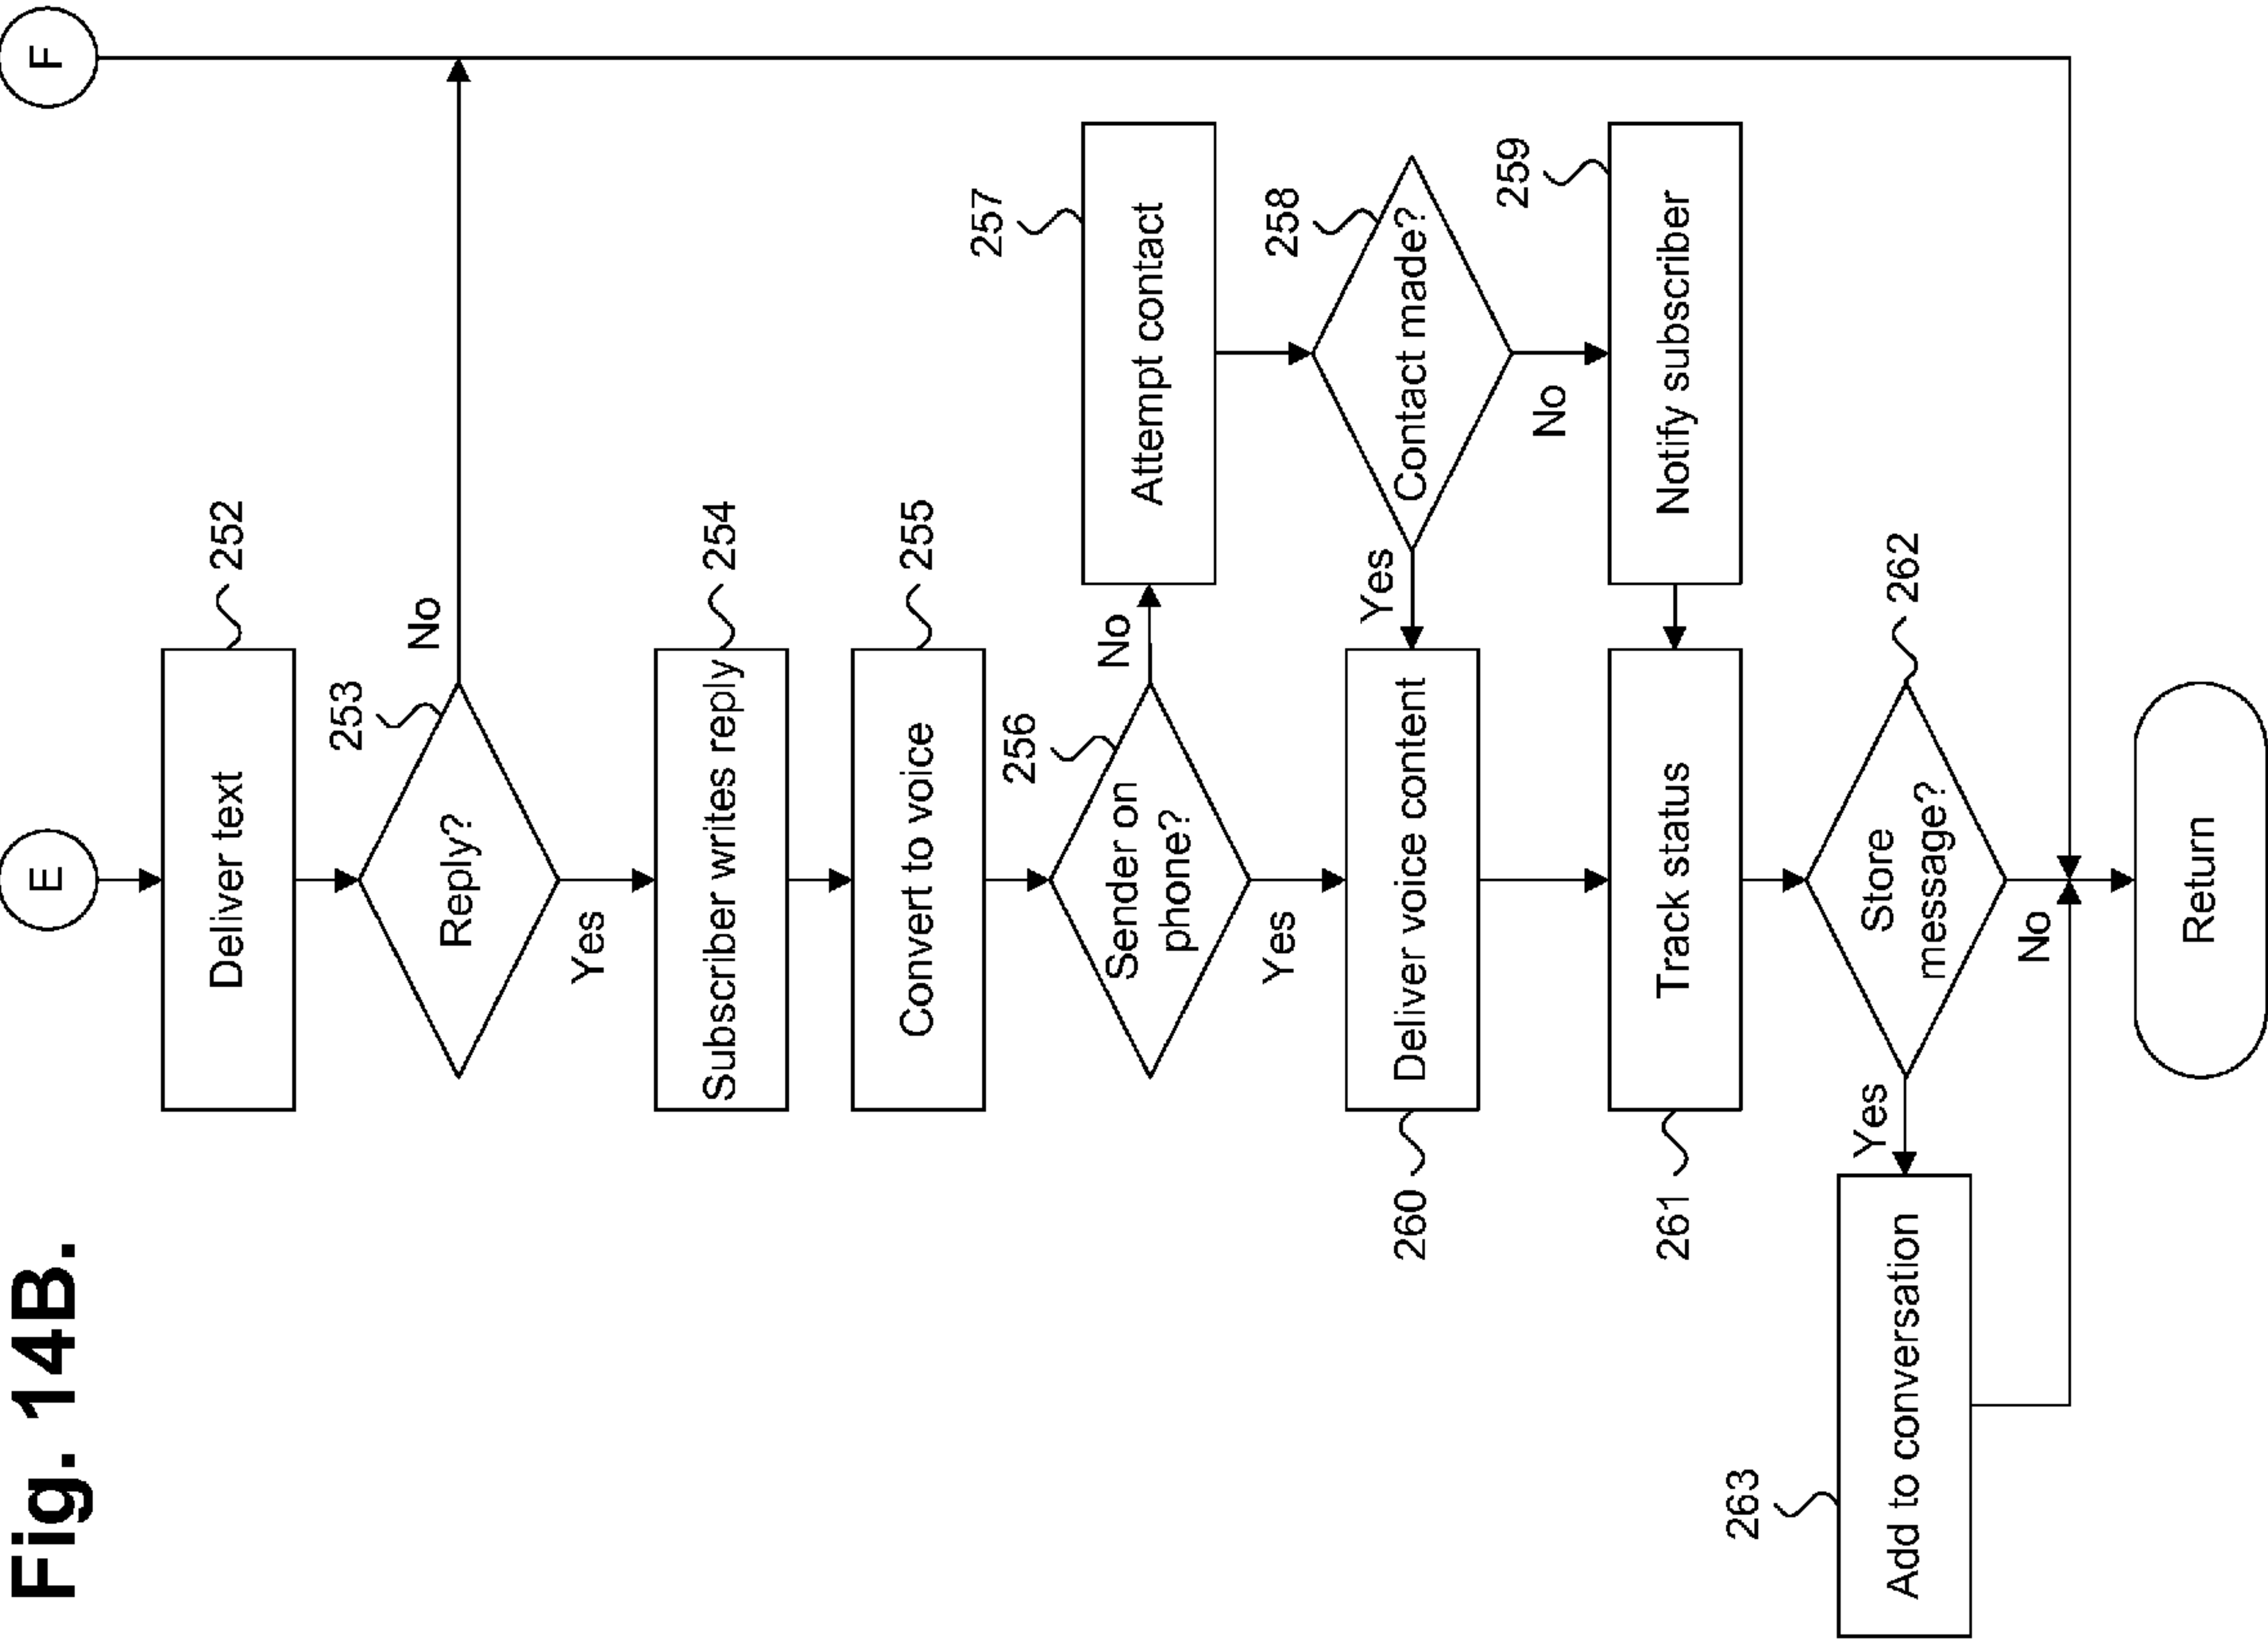 Fig. 14B.
E
F
Deliver text
252
253
Reply?
No
Yes
Subscriber writes reply
254
Convert to voice
255
256
Sender on
phone?
No
Yes
257
Attempt contact
258
Contact made?
Yes
No
259
Notify subscriber
260
Deliver voice content
261
Track status
262
Store
message?
Yes
No
263
Add to conversation
Return